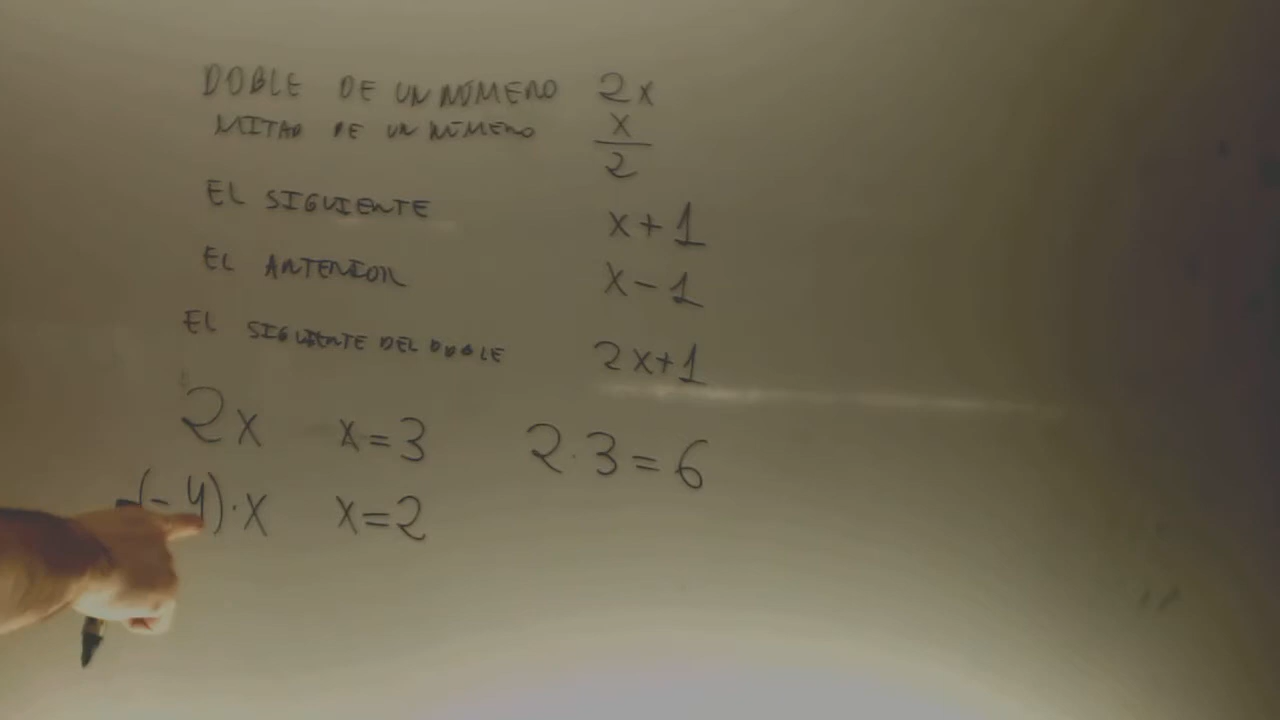 DOBLE DE UN NÚMERO 2x
MITAD DE UN NÚMERO x/2
EL SIGUIENTE x+1
EL ANTERIOR x-1
EL SIGUIENTE DEL DOBLE 2x+1
2x x=3 2·3=6
(-4)·x x=2